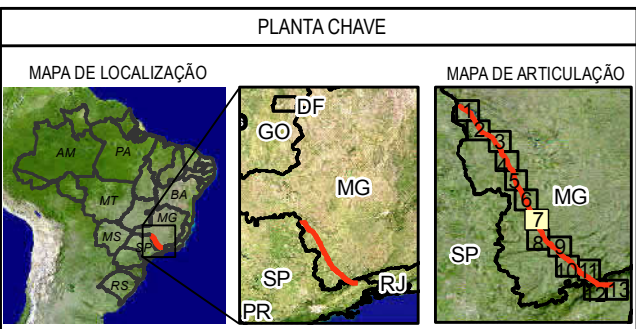 PLANTA CHAVE
MAPA DE LOCALIZAÇÃO
AM
PA
MT
BA
MG
MS
SP
RS
DF
GO
MG
SP
RJ
PR
MAPA DE ARTICULAÇÃO
1
2
3
4
5
6
MG
7
8
9
SP
10
11
12
13